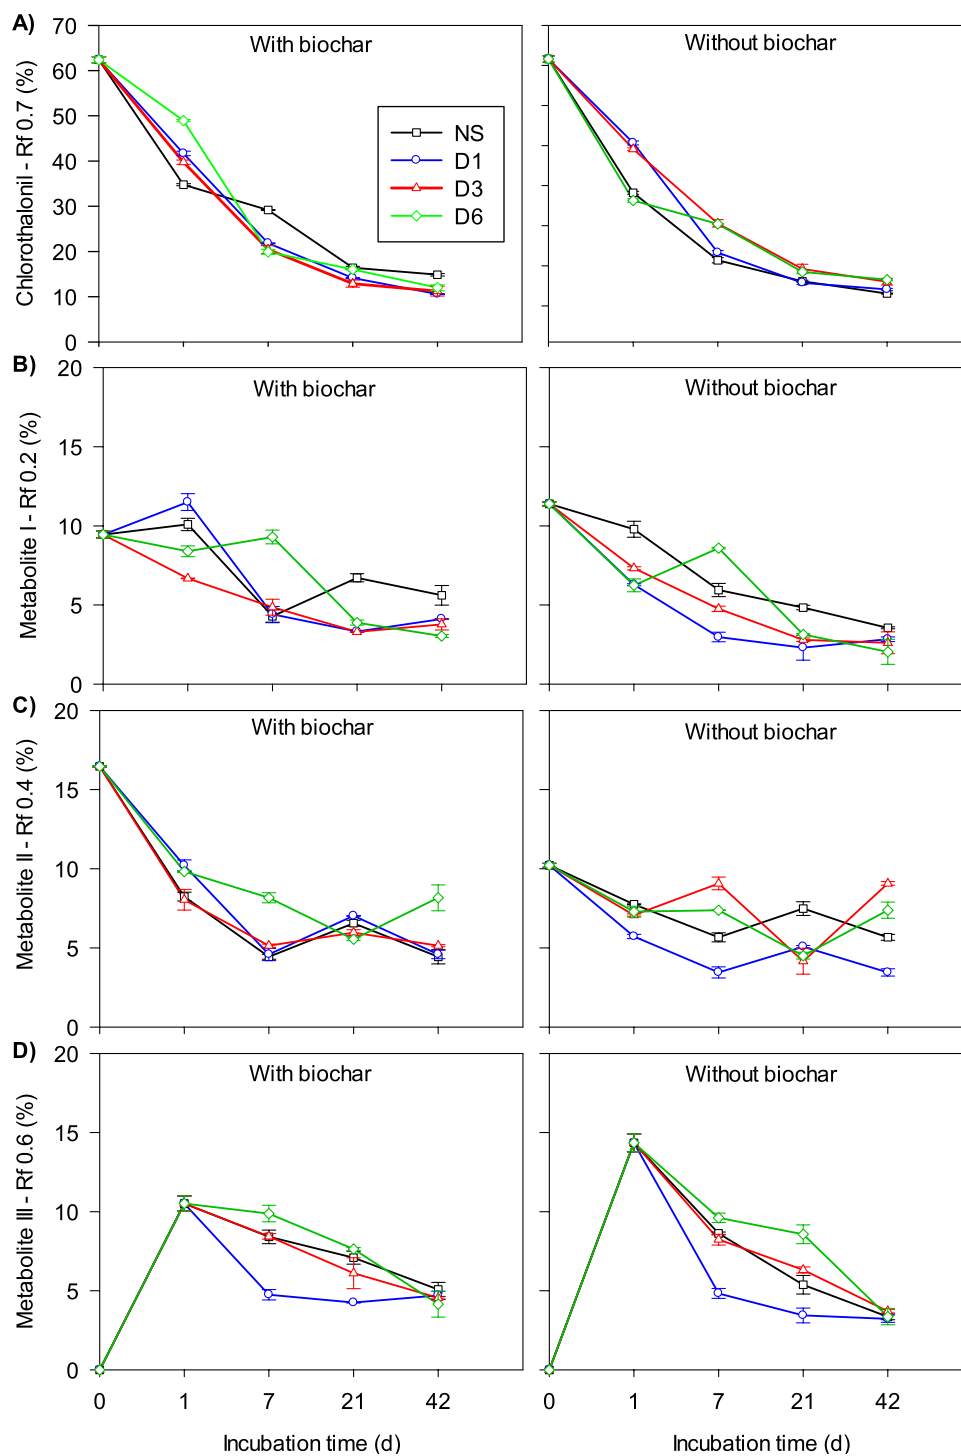 A)
With biochar
Without biochar
Chlorothalonil - Rf 0.7 (%)
70
60
50
40
30
20
10
0
NS
D1
D3
D6
B)
With biochar
Without biochar
Metabolite I - Rf 0.2 (%)
20
15
10
5
0
C)
With biochar
Without biochar
Metabolite II - Rf 0.4 (%)
20
15
10
5
0
D)
With biochar
Without biochar
Metabolite III - Rf 0.6 (%)
20
15
10
5
0
0 1 7 21 42
0 1 7 21 42
Incubation time (d)
Incubation time (d)